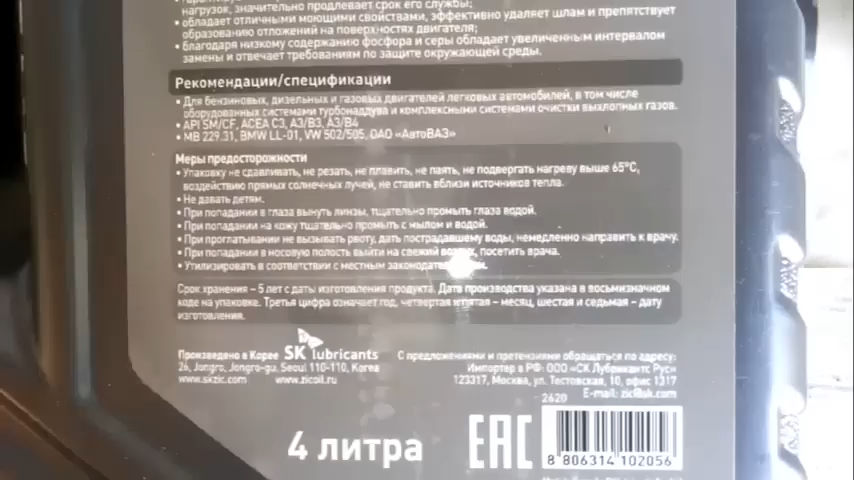 нагрузок, значительно продлевает срок его службы;
• обладает отличными моющими свойствами, эффективно удаляет шлам и препятствует
образованию отложений на поверхностях двигателя;
• благодаря низкому содержанию фосфора и серы обладает увеличенным интервалом
замены и отвечает требованиям по защите окружающей среды.
Рекомендации/спецификации
• Для бензиновых, дизельных и газовых двигателей легковых автомобилей, в том числе
оборудованных системами турбонаддува и комплексными системами очистки выхлопных газов.
• API SM/CF, ACEA C3, A3/B3, A3/B4
• MB 229.31, BMW LL-01, VW 502/505, ОАО «АвтоВАЗ»
Меры предосторожности
• Упаковку не сдавливать, не резать, не плавить, не паять, не подвергать нагреву выше 65°С,
воздействию прямых солнечных лучей, не ставить вблизи источников тепла.
• Не давать детям.
• При попадании в глаза вынуть линзы, тщательно промыть глаза водой.
• При попадании на кожу тщательно промыть с мылом и водой.
• При проглатывании не вызывать рвоту, дать пострадавшему воды, немедленно направить к врачу.
• При попадании в носовую полость выйти на свежий воздух, посетить врача.
• Утилизировать в соответствии с местным
Срок хранения – 5 лет с даты изготовления продукта. Дата производства указана в восьмизначном
коде на упаковке. Третья цифра означает год, четвертая и пятая – месяц, шестая и седьмая – дату
изготовления.
Произведено в Корее SK lubricants
26, Jongro, Jongro-gu, Seoul 110-110, Korea
www.skzic.com www.zicoil.ru
С предложениями и претензиями обращаться по адресу:
Импортер в РФ: ООО «СК Лубрикантс Рус»
123317, Москва, ул. Тестовская, 10, офис 1317
E-mail: zic@sk.com
2620
4 литра
EAC
8 806314 102056